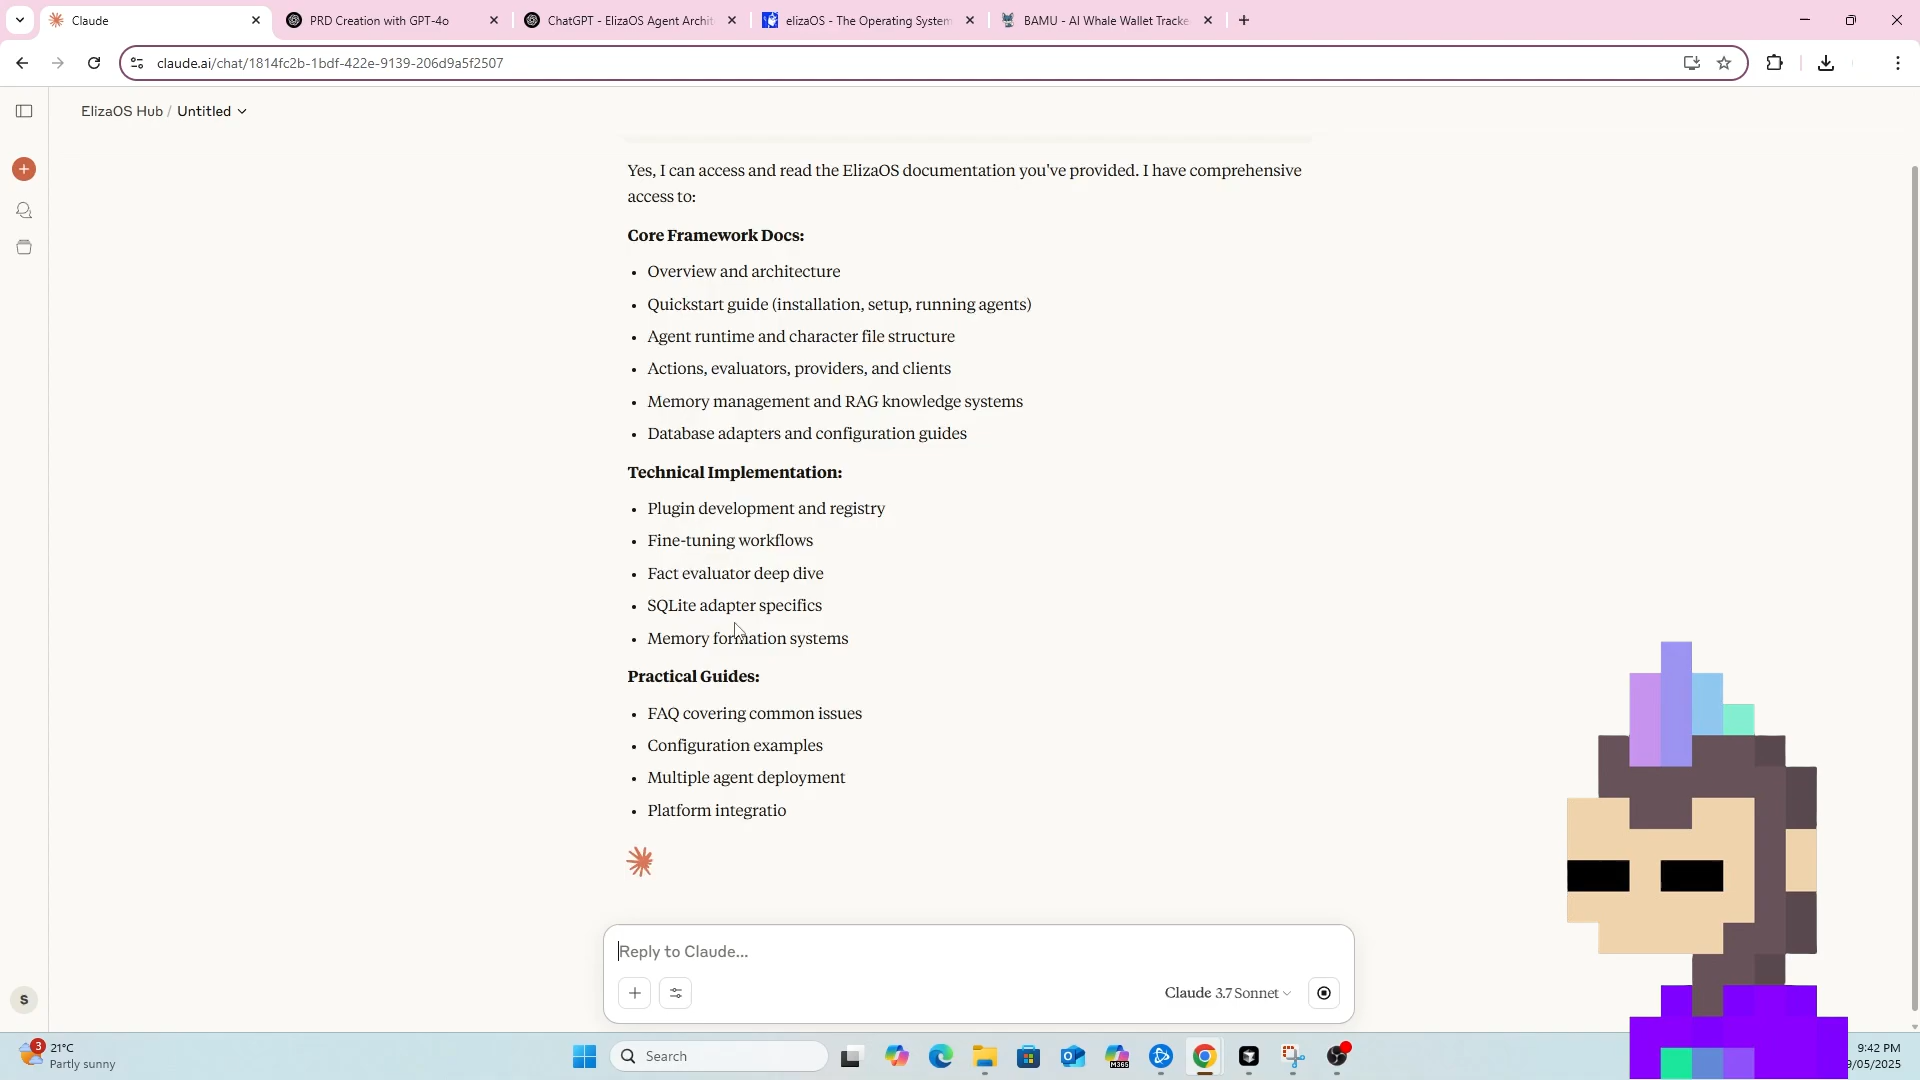 Claude
PRD Creation with GPT-4o
ChatGPT - ElizaOS Agent Archit
elizaOS - The Operating System
BAMU - AI Whale Wallet Tracke
claude.ai/chat/1814fc2b-1bdf-422e-9139-206d9a5f2507
ElizaOS Hub / Untitled
Yes, I can access and read the ElizaOS documentation you've provided. I have comprehensive
access to:
Core Framework Docs:
• Overview and architecture
• Quickstart guide (installation, setup, running agents)
• Agent runtime and character file structure
• Actions, evaluators, providers, and clients
• Memory management and RAG knowledge systems
• Database adapters and configuration guides
Technical Implementation:
• Plugin development and registry
• Fine-tuning workflows
• Fact evaluator deep dive
• SQLite adapter specifics
• Memory formation systems
Practical Guides:
• FAQ covering common issues
• Configuration examples
• Multiple agent deployment
• Platform integratio
Reply to Claude...
Claude 3.7 Sonnet
S
3
21°C
Partly sunny
Search
M365
9:42 PM
9/05/2025